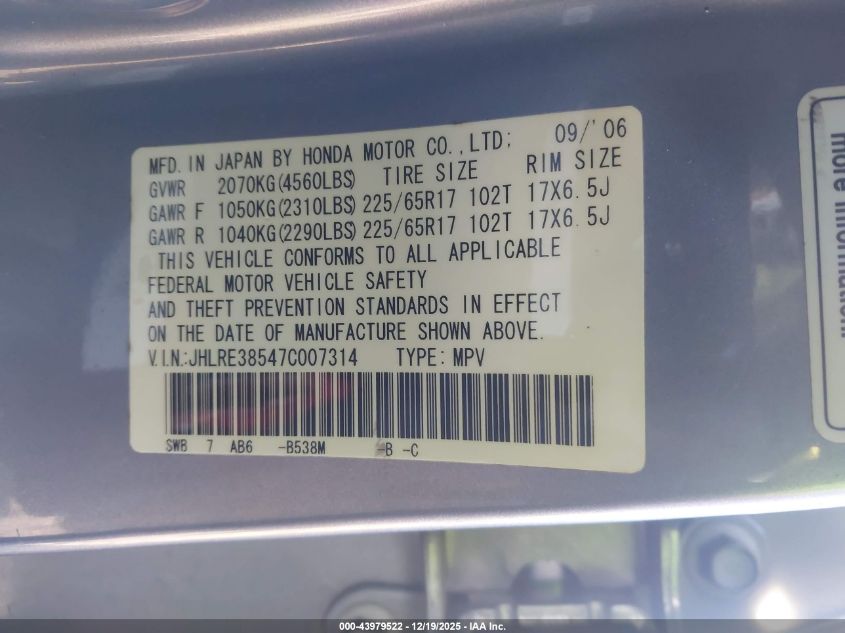 MFD. IN JAPAN BY HONDA MOTOR CO.,LTD; 09/'06
GVWR 2070KG(4560LBS) TIRE SIZE RIM SIZE
GAWR F 1050KG(2310LBS) 225/65R17 102T 17X6.5J
GAWR R 1040KG(2290LBS) 225/65R17 102T 17X6.5J
THIS VEHICLE CONFORMS TO ALL APPLICABLE
FEDERAL MOTOR VEHICLE SAFETY
AND THEFT PREVENTION STANDARDS IN EFFECT
ON THE DATE OF MANUFACTURE SHOWN ABOVE.
V.I.N.:JHLRE38547C007314 TYPE: MPV
SWB 7 AB6 -B538M -B -C
more information.
000-43979522 - 12/19/2025 - IAA Inc.